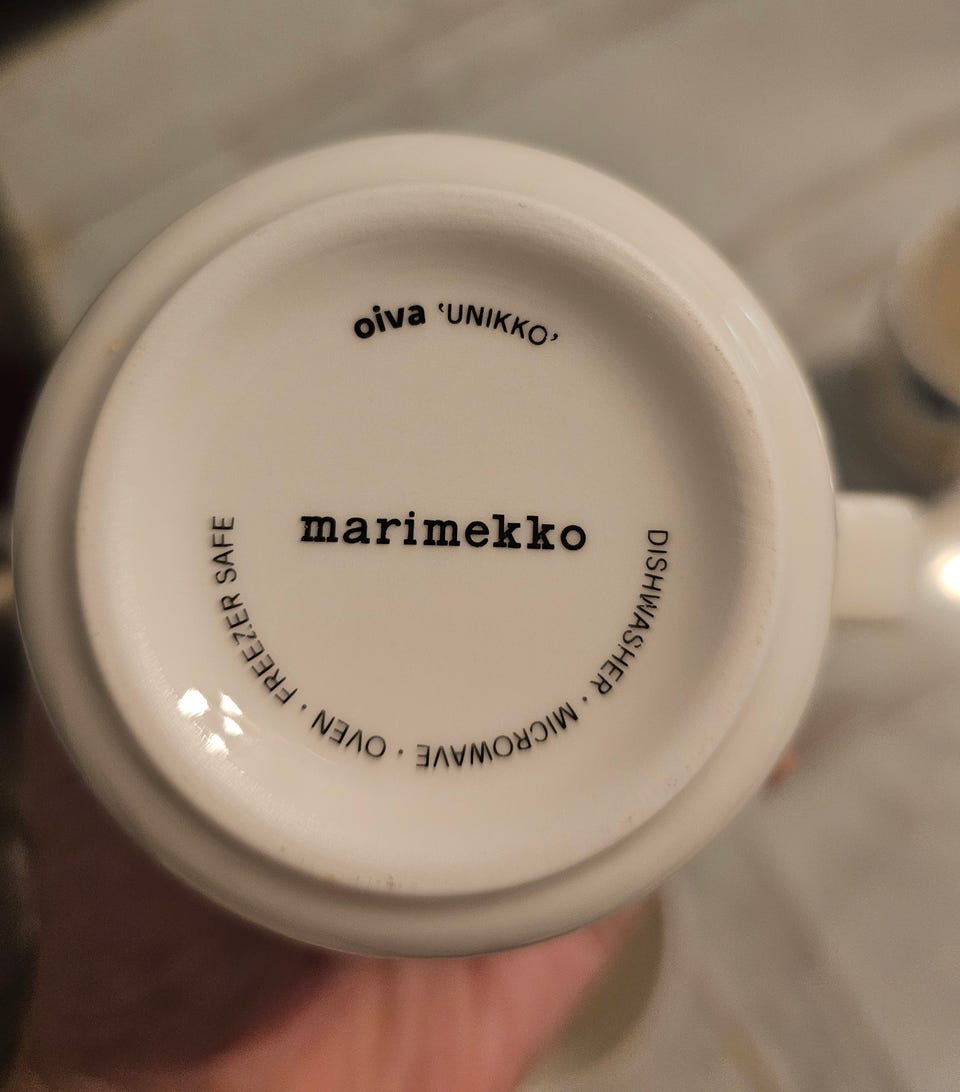 oiva ‘UNIKKO’
marimekko
DISHWASHER · MICROWAVE · OVEN · FREEZER SAFE